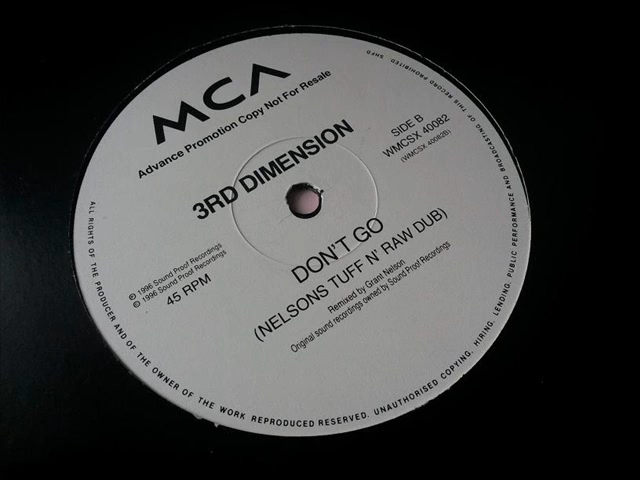 MCA
Advance Promotion Copy Not For Resale
SIDE B
WMCSX 40082
(WMCSX 40082B)
3RD DIMENSION
℗ 1996 Sound Proof Recordings
© 1996 Sound Proof Recordings
45 RPM
DON'T GO
(NELSONS TUFF N' RAW DUB)
Remixed by Grant Nelson
Original sound recordings owned by Sound Proof Recordings
ALL RIGHTS OF THE PRODUCER AND OF THE OWNER OF THE WORK REPRODUCED RESERVED. UNAUTHORISED COPYING, HIRING, LENDING, PUBLIC PERFORMANCE AND BROADCASTING OF THIS RECORD PROHIBITED. SHFD